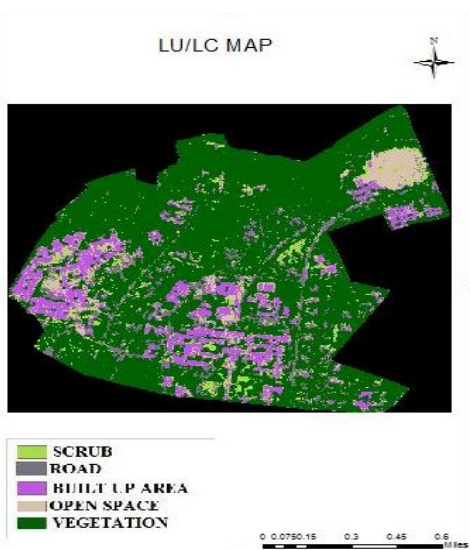 LU/LC MAP
N
SCRUB
ROAD
BUILT UP AREA
OPEN SPACE
VEGETATION
0 0.0750.15 0.3 0.45 0.6
Miles